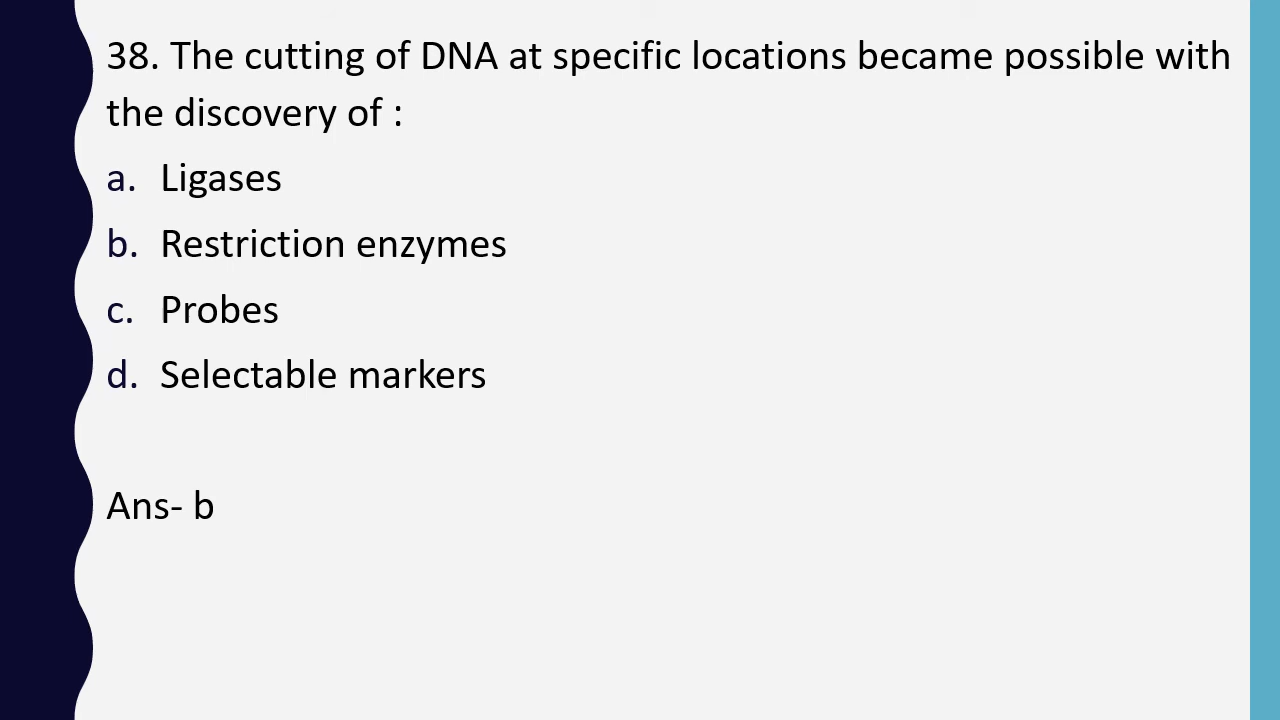 38. The cutting of DNA at specific locations became possible with
the discovery of :
a. Ligases
b. Restriction enzymes
c. Probes
d. Selectable markers
Ans- b